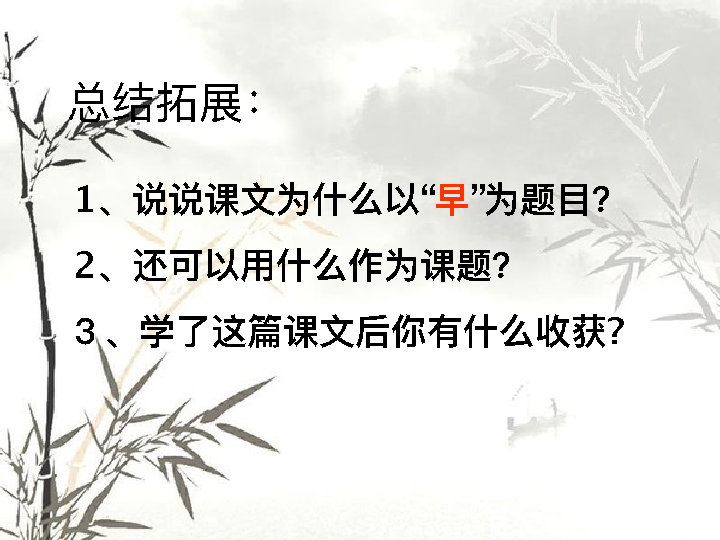 总结拓展：
1、说说课文为什么以“早”为题目？
2、还可以用什么作为课题？
３、学了这篇课文后你有什么收获？